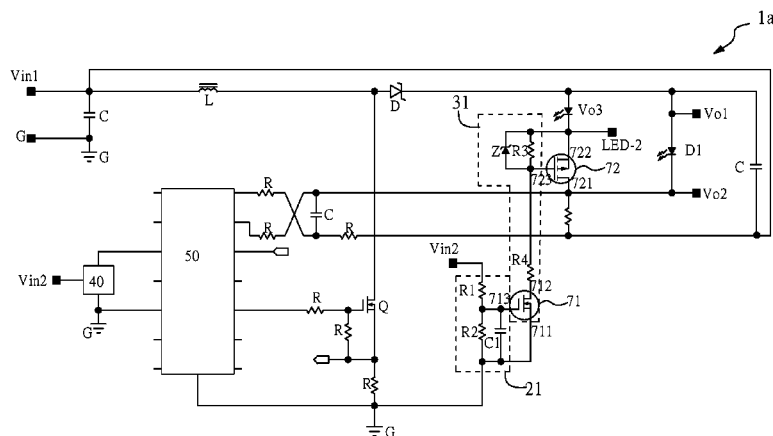 1a
Vin1
L
D
C
31
Vo3
Vo1
G
LED-2
Z
R3
722
72
D1
C
G
723
721
R
C
Vo2
R
R
50
Vin2
R4
Vin2
40
R1
713
712
71
R
Q
G
R2
C1
711
R
R
21
G